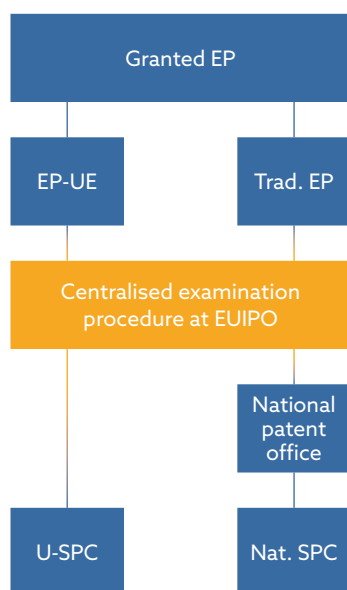 Granted EP
EP-UE
Trad. EP
Centralised examination
procedure at EUIPO
National
patent
office
U-SPC
Nat. SPC